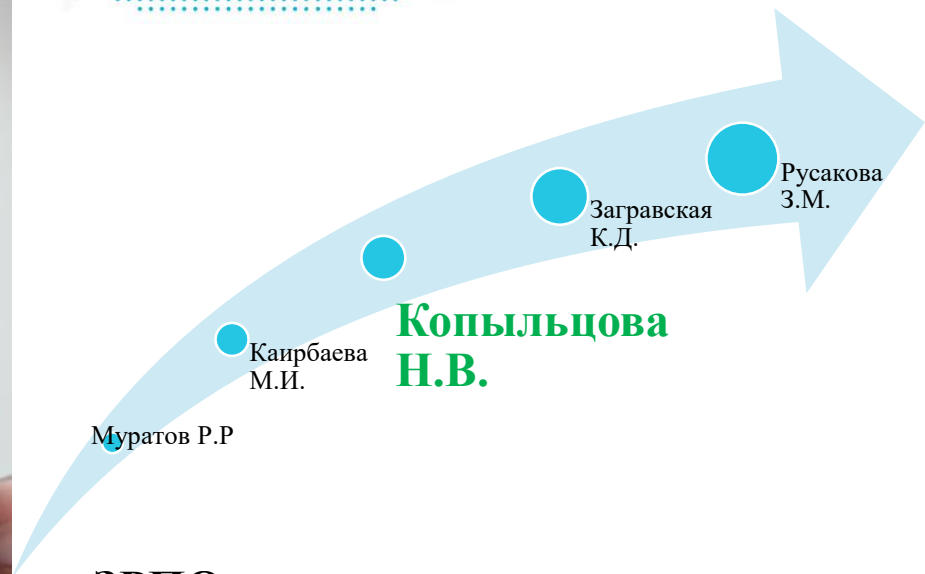 Русакова
З.М.
Загравская
К.Д.
Копыльцова
Н.В.
Каирбаева
М.И.
Муратов Р.Р